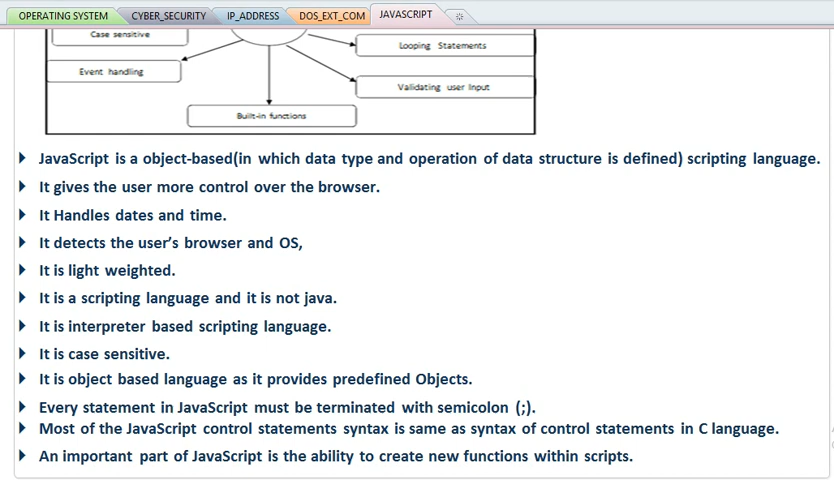 OPERATING SYSTEM CYBER_SECURITY IP_ADDRESS DOS_EXT_COM JAVASCRIPT
Case sensitive
Looping Statements
Event handling
Validating user Input
Built-in functions
JavaScript is a object-based(in which data type and operation of data structure is defined) scripting language.
It gives the user more control over the browser.
It Handles dates and time.
It detects the user's browser and OS,
It is light weighted.
It is a scripting language and it is not java.
It is interpreter based scripting language.
It is case sensitive.
It is object based language as it provides predefined Objects.
Every statement in JavaScript must be terminated with semicolon (;).
Most of the JavaScript control statements syntax is same as syntax of control statements in C language.
An important part of JavaScript is the ability to create new functions within scripts.